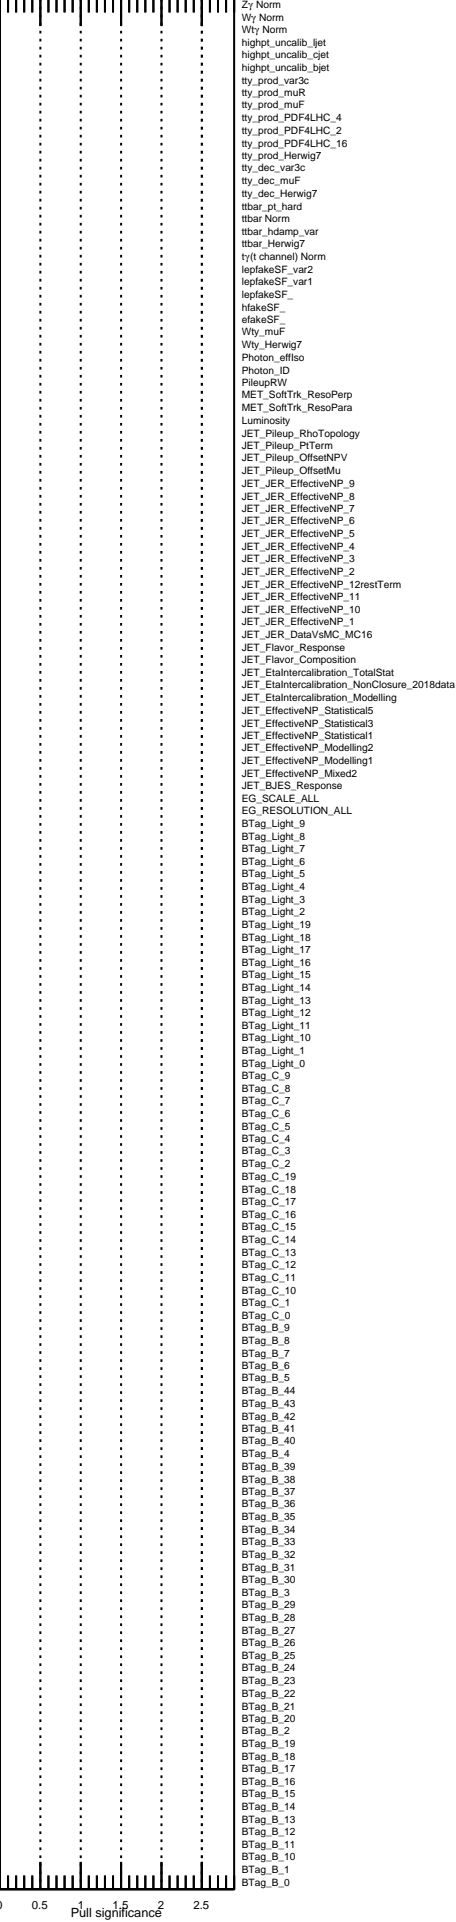 Zγ Norm
Wγ Norm
Wtγ Norm
highpt_uncalib_ljet
highpt_uncalib_cjet
highpt_uncalib_bjet
tty_prod_var3c
tty_prod_muR
tty_prod_muF
tty_prod_PDF4LHC_4
tty_prod_PDF4LHC_2
tty_prod_PDF4LHC_16
tty_prod_Herwig7
tty_dec_var3c
tty_dec_muF
tty_dec_Herwig7
ttbar_pt_hard
ttbar Norm
ttbar_hdamp_var
ttbar_Herwig7
tγ(t channel) Norm
lepfakeSF_var2
lepfakeSF_var1
lepfakeSF_
hfakeSF_
efakeSF_
Wty_muF
Wty_Herwig7
Photon_effIso
Photon_ID
PileupRW
MET_SoftTrk_ResoPerp
MET_SoftTrk_ResoPara
Luminosity
JET_Pileup_RhoTopology
JET_Pileup_PtTerm
JET_Pileup_OffsetNPV
JET_Pileup_OffsetMu
JET_JER_EffectiveNP_9
JET_JER_EffectiveNP_8
JET_JER_EffectiveNP_7
JET_JER_EffectiveNP_6
JET_JER_EffectiveNP_5
JET_JER_EffectiveNP_4
JET_JER_EffectiveNP_3
JET_JER_EffectiveNP_2
JET_JER_EffectiveNP_12restTerm
JET_JER_EffectiveNP_11
JET_JER_EffectiveNP_10
JET_JER_EffectiveNP_1
JET_JER_DataVsMC_MC16
JET_Flavor_Response
JET_Flavor_Composition
JET_EtaIntercalibration_TotalStat
JET_EtaIntercalibration_NonClosure_2018data
JET_EtaIntercalibration_Modelling
JET_EffectiveNP_Statistical5
JET_EffectiveNP_Statistical3
JET_EffectiveNP_Statistical1
JET_EffectiveNP_Modelling2
JET_EffectiveNP_Modelling1
JET_EffectiveNP_Mixed2
JET_BJES_Response
EG_SCALE_ALL
EG_RESOLUTION_ALL
BTag_Light_9
BTag_Light_8
BTag_Light_7
BTag_Light_6
BTag_Light_5
BTag_Light_4
BTag_Light_3
BTag_Light_2
BTag_Light_19
BTag_Light_18
BTag_Light_17
BTag_Light_16
BTag_Light_15
BTag_Light_14
BTag_Light_13
BTag_Light_12
BTag_Light_11
BTag_Light_10
BTag_Light_1
BTag_Light_0
BTag_C_9
BTag_C_8
BTag_C_7
BTag_C_6
BTag_C_5
BTag_C_4
BTag_C_3
BTag_C_2
BTag_C_19
BTag_C_18
BTag_C_17
BTag_C_16
BTag_C_15
BTag_C_14
BTag_C_13
BTag_C_12
BTag_C_11
BTag_C_10
BTag_C_1
BTag_C_0
BTag_B_9
BTag_B_8
BTag_B_7
BTag_B_6
BTag_B_5
BTag_B_44
BTag_B_43
BTag_B_42
BTag_B_41
BTag_B_40
BTag_B_4
BTag_B_39
BTag_B_38
BTag_B_37
BTag_B_36
BTag_B_35
BTag_B_34
BTag_B_33
BTag_B_32
BTag_B_31
BTag_B_30
BTag_B_3
BTag_B_29
BTag_B_28
BTag_B_27
BTag_B_26
BTag_B_25
BTag_B_24
BTag_B_23
BTag_B_22
BTag_B_21
BTag_B_20
BTag_B_2
BTag_B_19
BTag_B_18
BTag_B_17
BTag_B_16
BTag_B_15
BTag_B_14
BTag_B_13
BTag_B_12
BTag_B_11
BTag_B_10
BTag_B_1
BTag_B_0
0 0.5 1 1.5 2 2.5
Pull significance